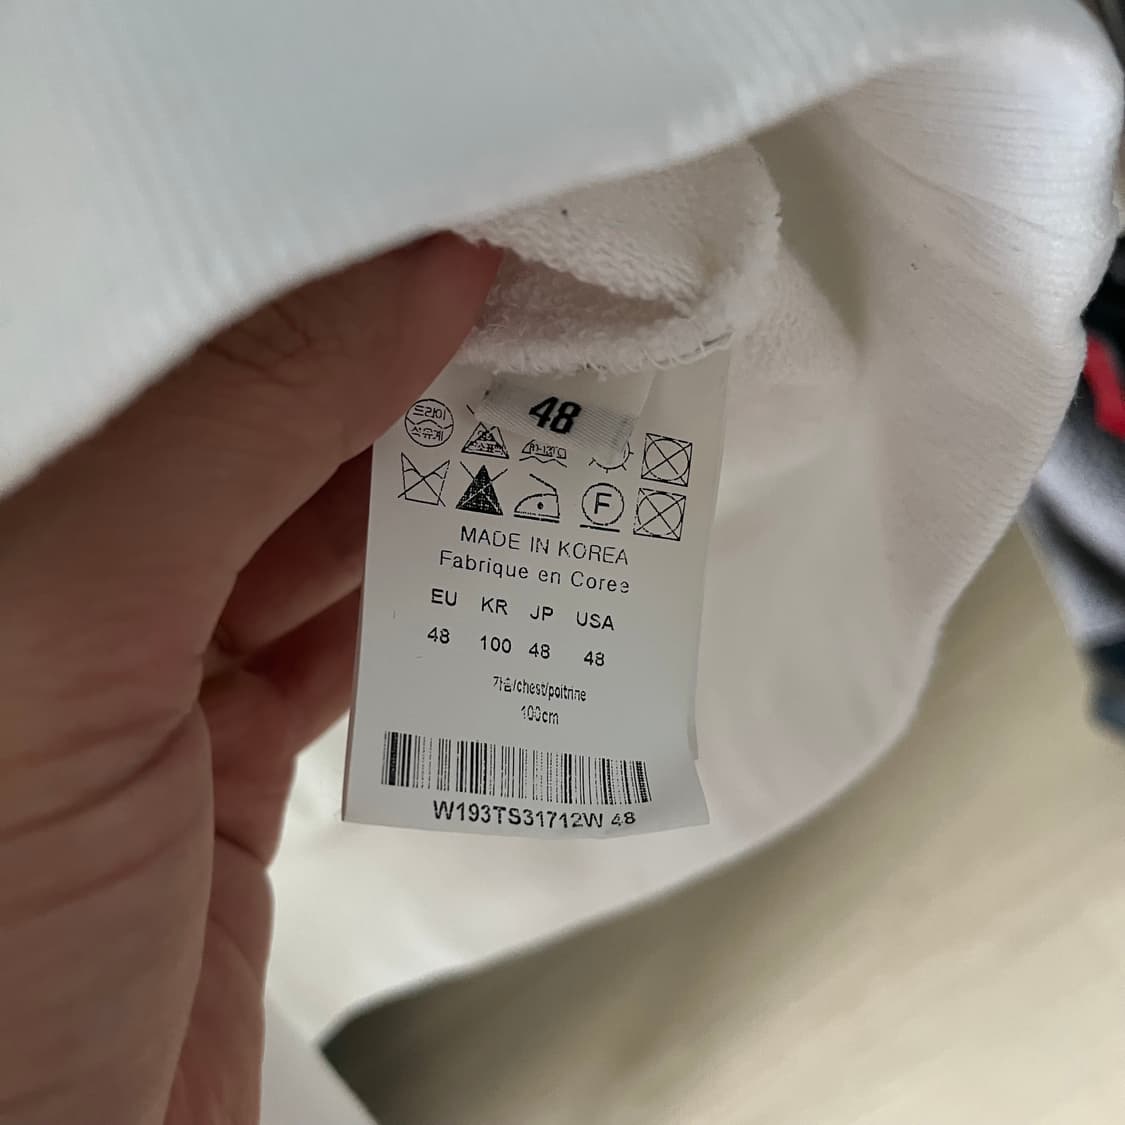 48
드라이
석유계
F
MADE IN KOREA
Fabrique en Coree
EU KR JP USA
48 100 48 48
가슴/chest/poitrine
100cm
W193TS31712W 48